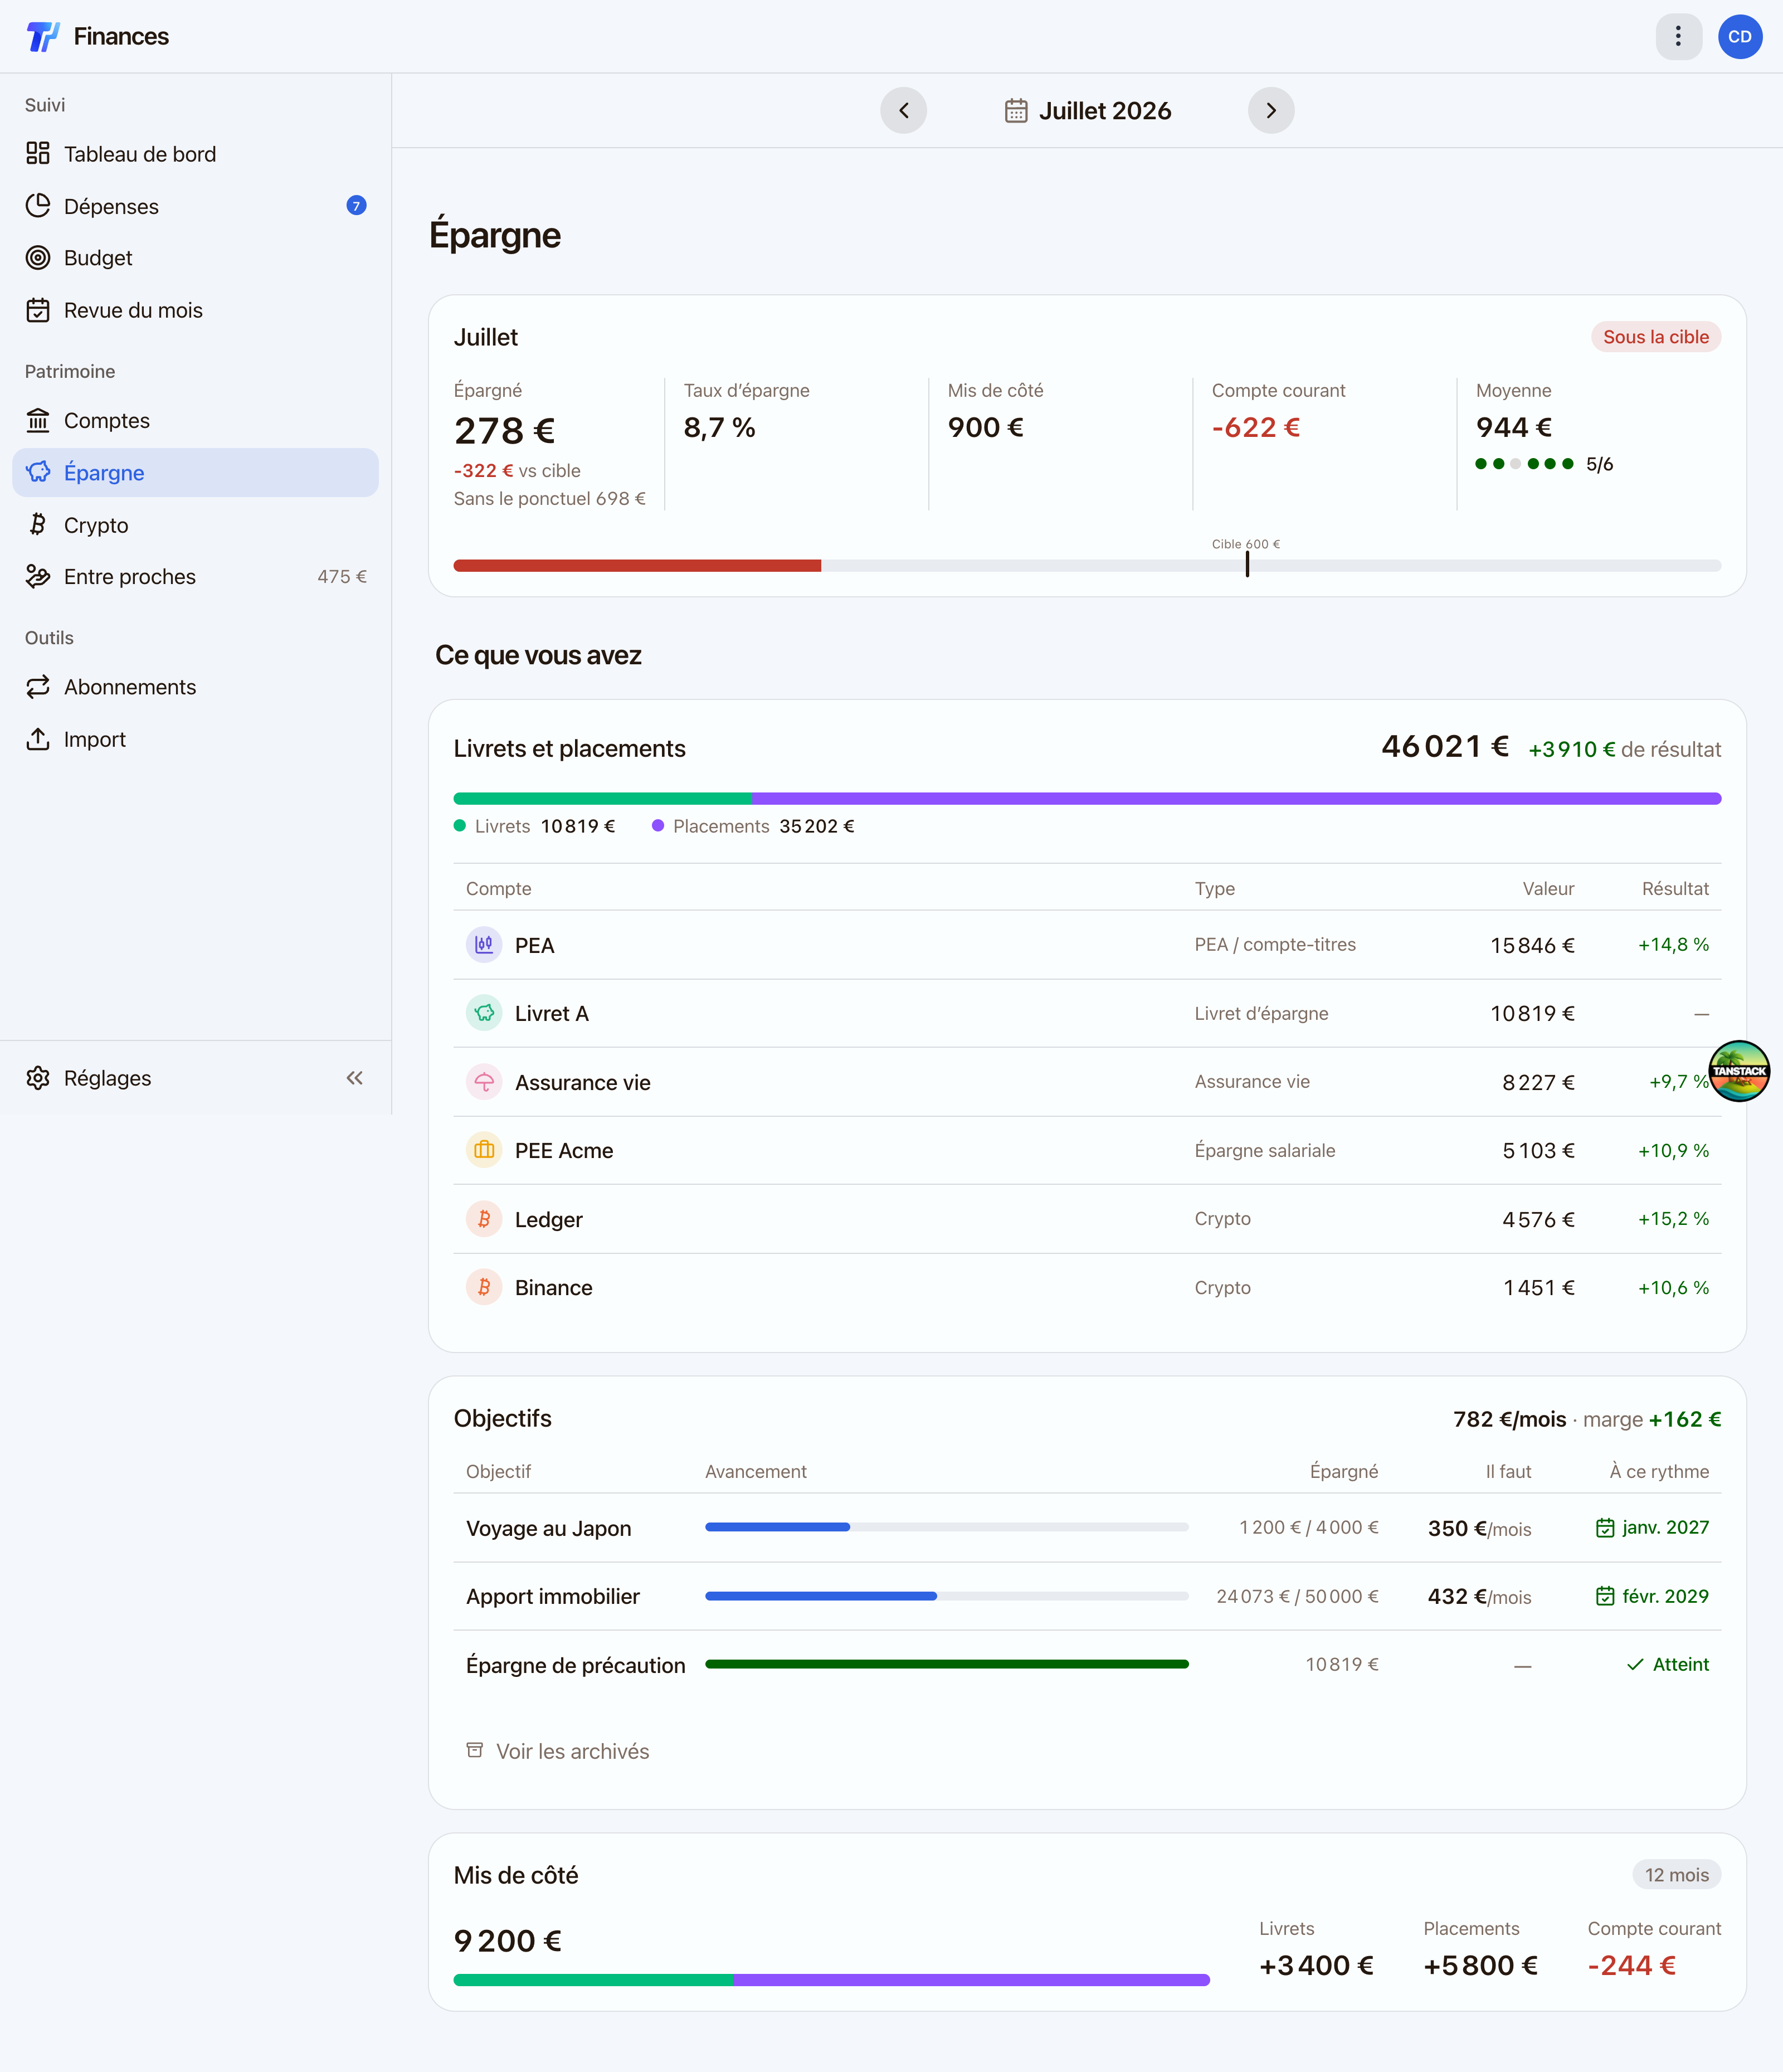 Finances
CD
Suivi
Tableau de bord
Dépenses 7
Budget
Revue du mois
Patrimoine
Comptes
Épargne
Crypto
Entre proches 475 €
Outils
Abonnements
Import
Réglages
Juillet 2026
Épargne
Juillet Sous la cible
Épargné Taux d’épargne Mis de côté Compte courant Moyenne
278 € 8,7 % 900 € -622 € 944 €
-322 € vs cible 5/6
Sans le ponctuel 698 €
Cible 600 €
Ce que vous avez
Livrets et placements 46 021 € +3 910 € de résultat
Livrets 10 819 € Placements 35 202 €
Compte Type Valeur Résultat
PEA PEA / compte-titres 15 846 € +14,8 %
Livret A Livret d’épargne 10 819 € —
Assurance vie Assurance vie 8 227 € +9,7 %
TANSTACK
PEE Acme Épargne salariale 5 103 € +10,9 %
Ledger Crypto 4 576 € +15,2 %
Binance Crypto 1 451 € +10,6 %
Objectifs 782 €/mois · marge +162 €
Objectif Avancement Épargné Il faut À ce rythme
Voyage au Japon 1 200 € / 4 000 € 350 €/mois janv. 2027
Apport immobilier 24 073 € / 50 000 € 432 €/mois févr. 2029
Épargne de précaution 10 819 € — Atteint
Voir les archivés
Mis de côté 12 mois
9 200 €
Livrets Placements Compte courant
+3 400 € +5 800 € -244 €